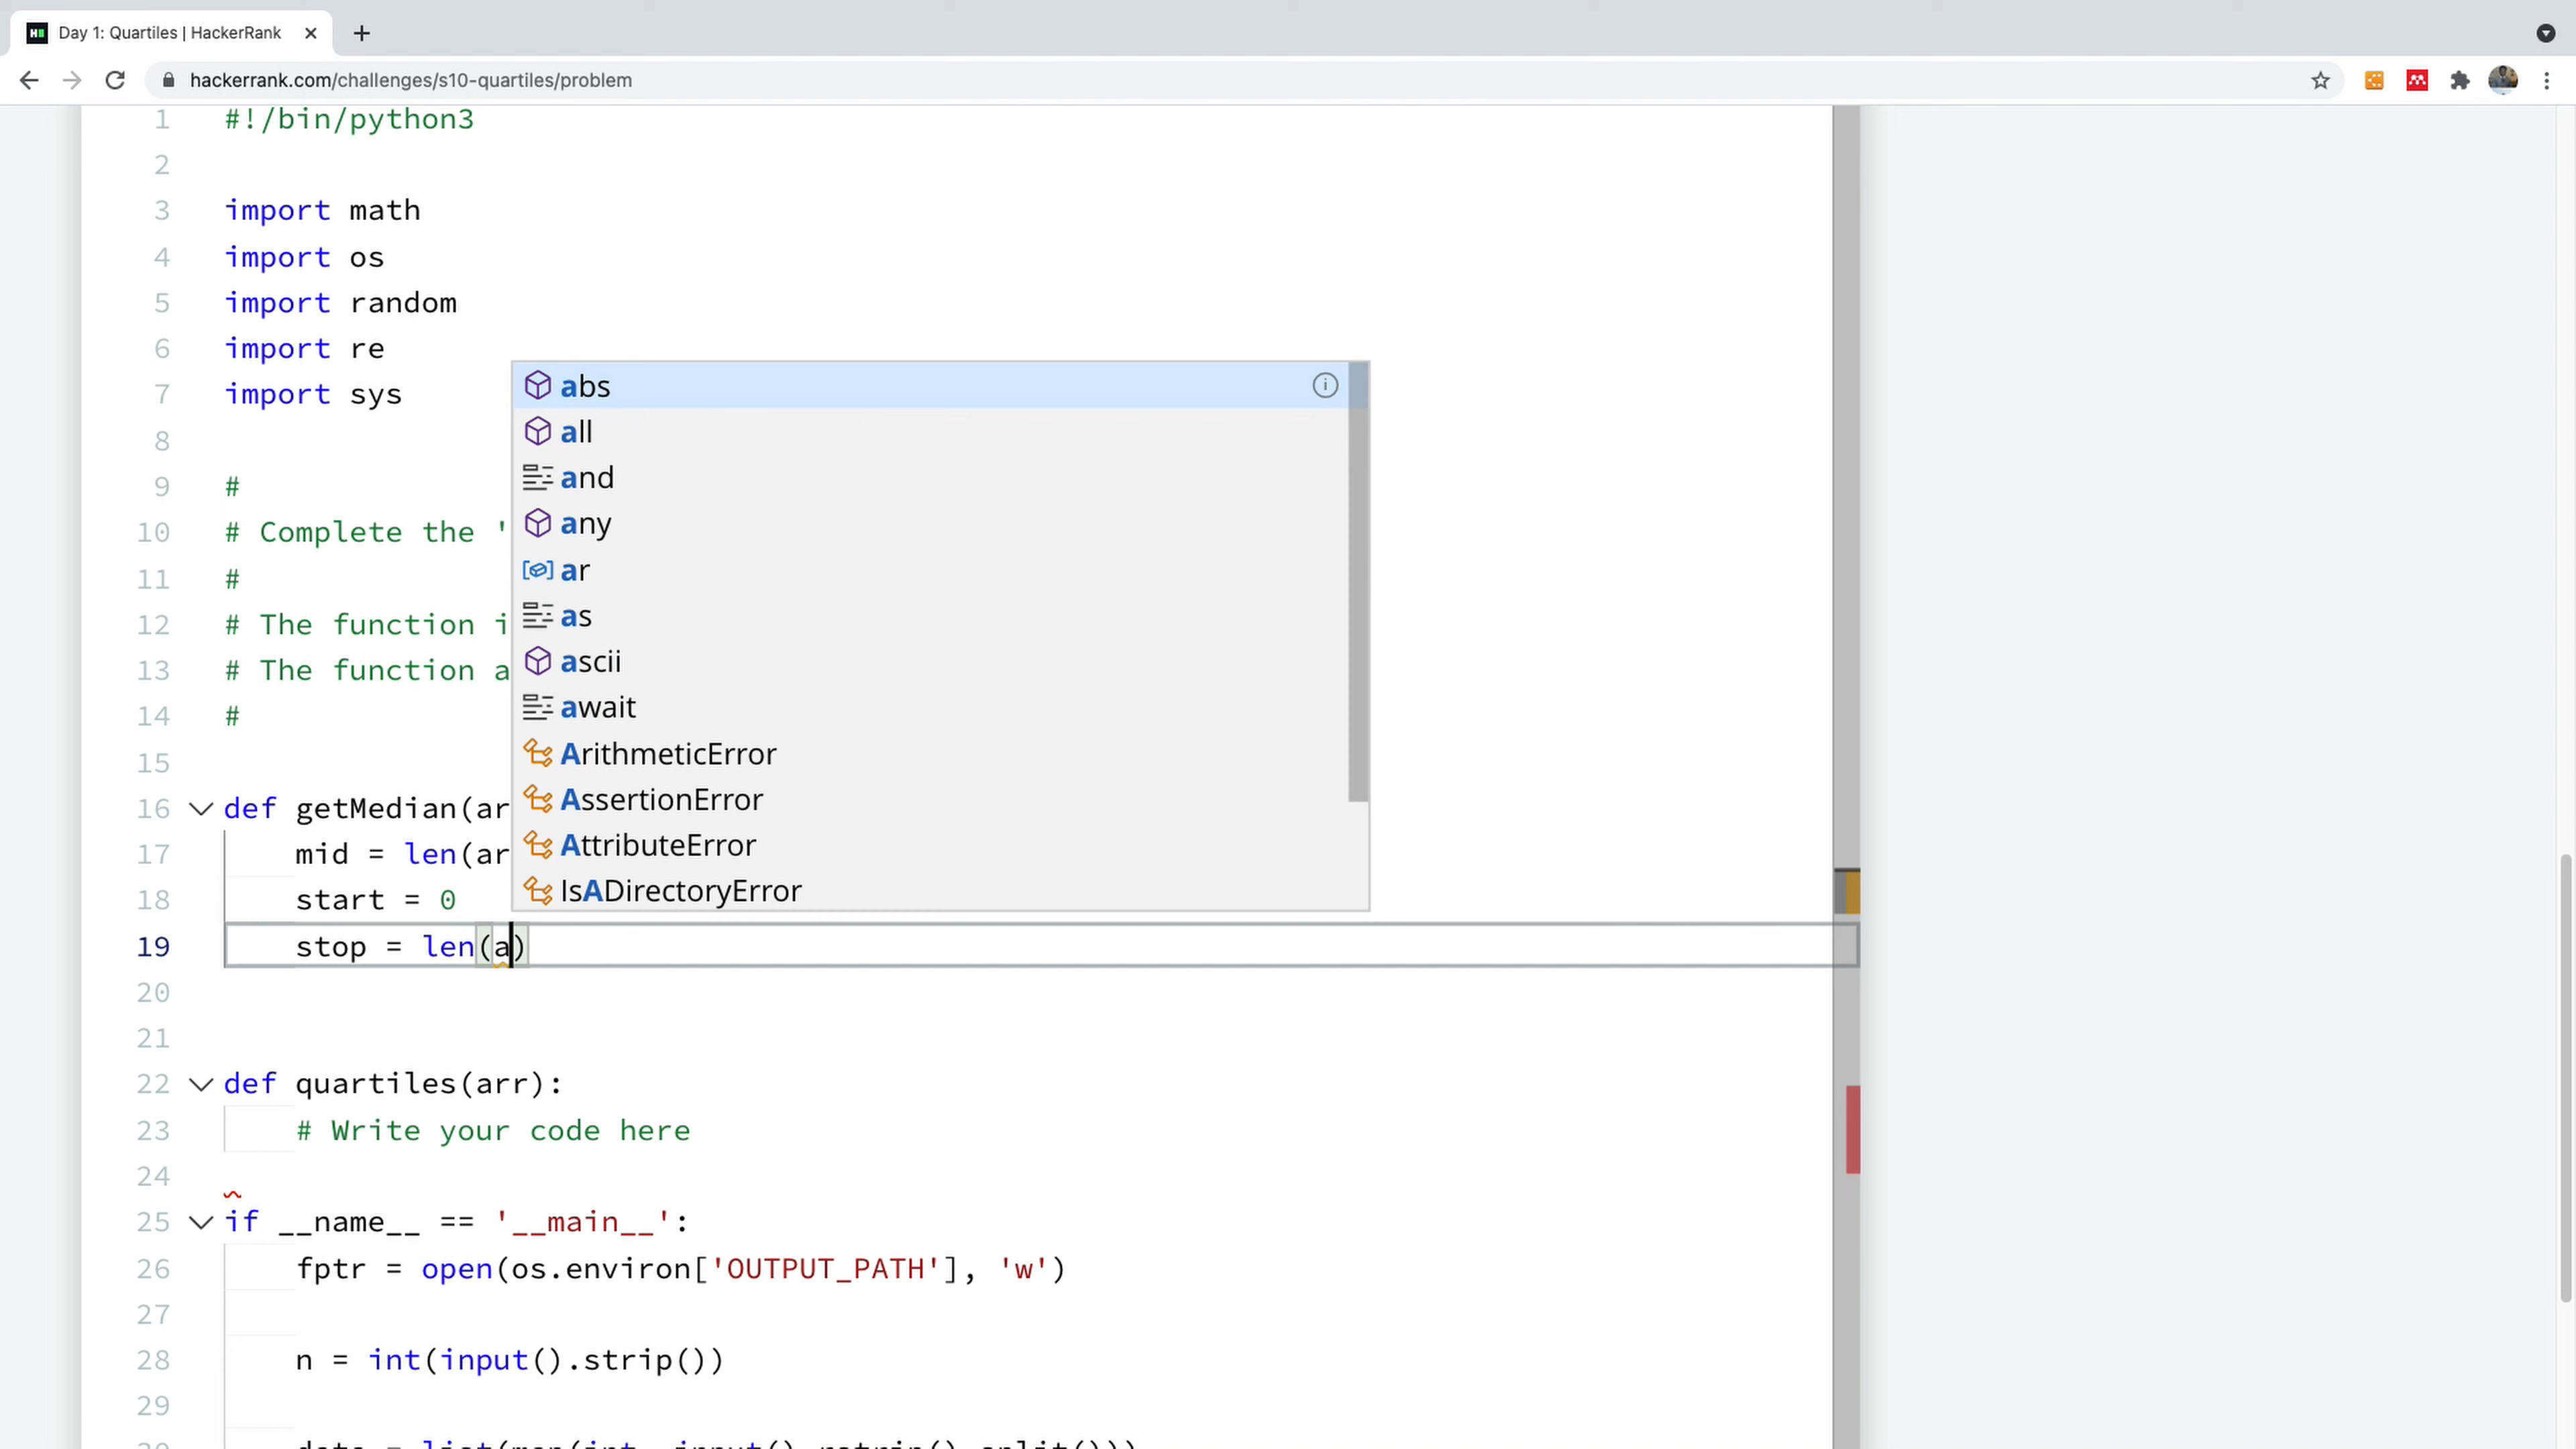 Day 1: Quartiles | HackerRank
hackerrank.com/challenges/s10-quartiles/problem
1 #!/bin/python3
2
3 import math
4 import os
5 import random
6 import re
7 import sys
8
9 #
10 # Complete the '
11 #
12 # The function i
13 # The function a
14 #
15
16 def getMedian(ar
17 mid = len(ar
18 start = 0
19 stop = len(a)
20
21
22 def quartiles(arr):
23 # Write your code here
24
25 if __name__ == '__main__':
26 fptr = open(os.environ['OUTPUT_PATH'], 'w')
27
28 n = int(input().strip())
29
abs
all
and
any
ar
as
ascii
await
ArithmeticError
AssertionError
AttributeError
IsADirectoryError